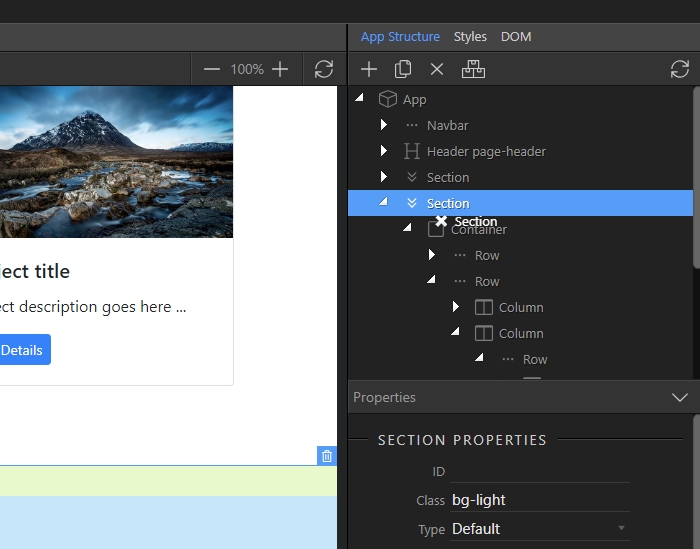 App Structure Styles DOM
100%
App
Navbar
Header page-header
Section
Section
Section
Container
Row
Row
Column
Column
Row
ject title
ect description goes here ...
Details
Properties
SECTION PROPERTIES
ID
Class bg-light
Type Default